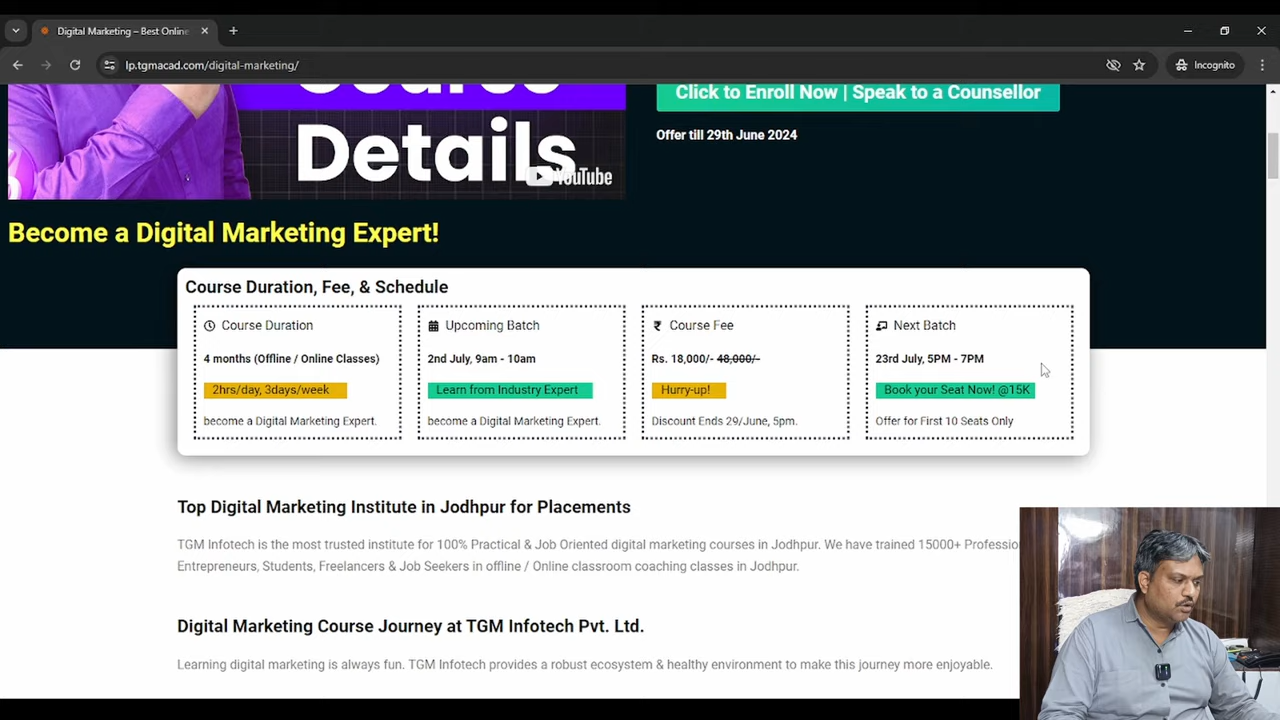 Digital Marketing – Best Online
lp.tgmacad.com/digital-marketing/
Incognito
Course
Details
YouTube
Click to Enroll Now | Speak to a Counsellor
Offer till 29th June 2024
Become a Digital Marketing Expert!
Course Duration, Fee, & Schedule
Course Duration
4 months (Offline / Online Classes)
2hrs/day, 3days/week
become a Digital Marketing Expert.
Upcoming Batch
2nd July, 9am - 10am
Learn from Industry Expert
become a Digital Marketing Expert.
Course Fee
Rs. 18,000/- 48,000/-
Hurry-up!
Discount Ends 29/June, 5pm.
Next Batch
23rd July, 5PM - 7PM
Book your Seat Now! @15K
Offer for First 10 Seats Only
Top Digital Marketing Institute in Jodhpur for Placements
TGM Infotech is the most trusted institute for 100% Practical & Job Oriented digital marketing courses in Jodhpur. We have trained 15000+ Professio
Entrepreneurs, Students, Freelancers & Job Seekers in offline / Online classroom coaching classes in Jodhpur.
Digital Marketing Course Journey at TGM Infotech Pvt. Ltd.
Learning digital marketing is always fun. TGM Infotech provides a robust ecosystem & healthy environment to make this journey more enjoyable.